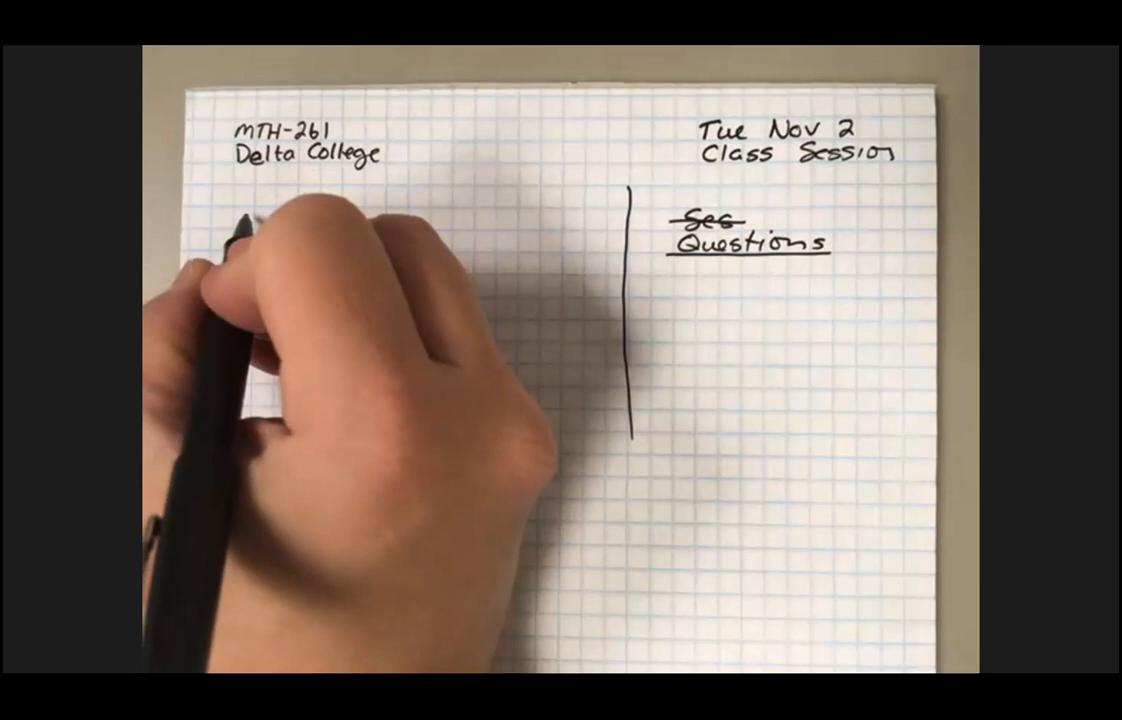 MTH-261
Delta College
Tue Nov 2
Class Session
Ses
Questions